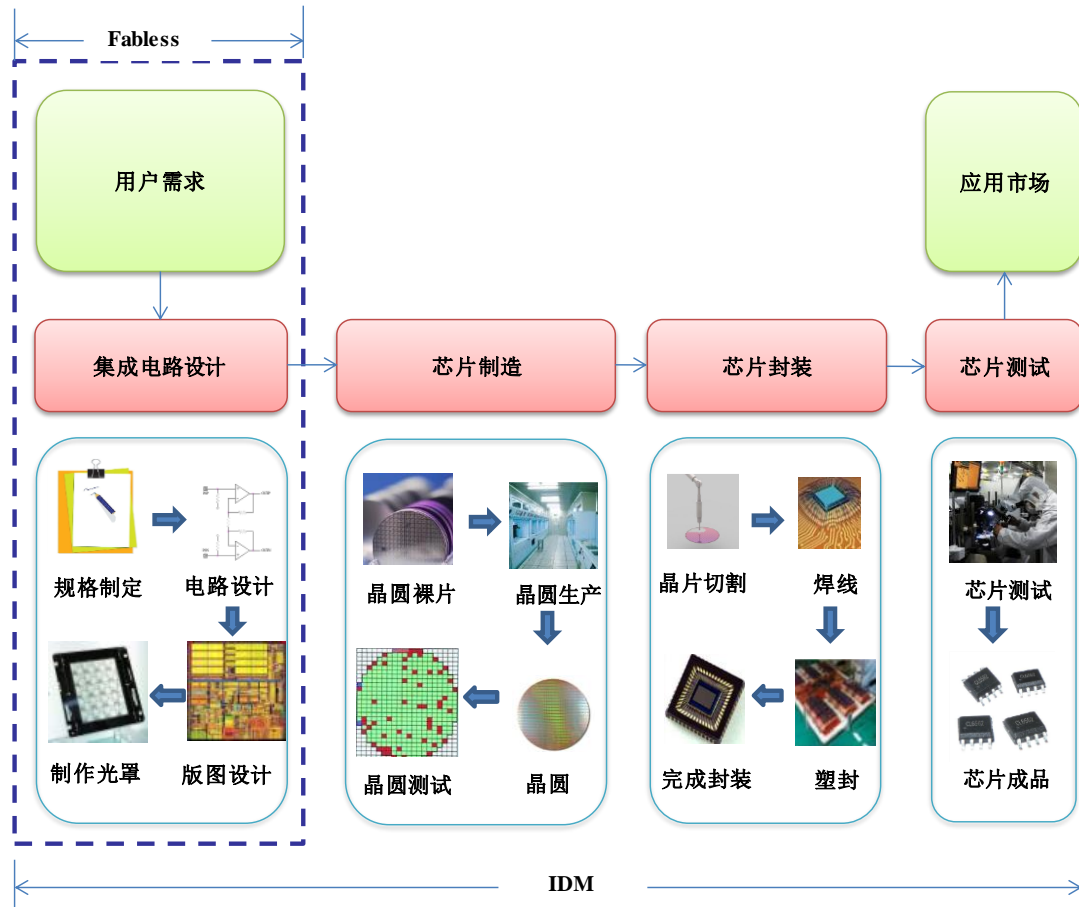 Fabless
用户需求
应用市场
集成电路设计
芯片制造
芯片封装
芯片测试
规格制定
电路设计
制作光罩
版图设计
晶圆裸片
晶圆生产
晶圆测试
晶圆
晶片切割
焊线
完成封装
塑封
芯片测试
芯片成品
IDM